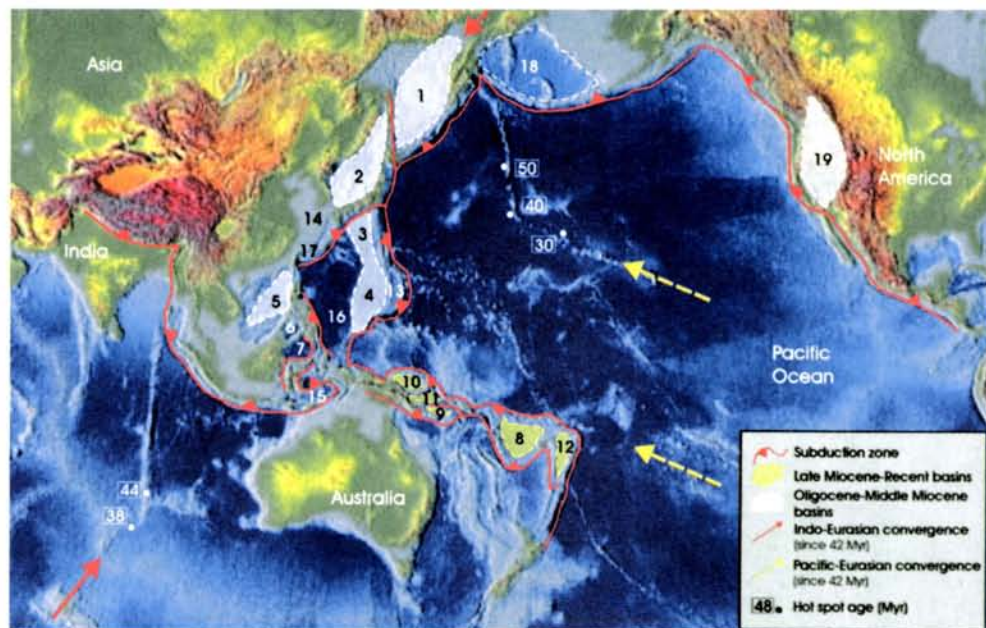 Asia
1
18
2
50
19
North
America
14
40
India
3
30
17
5
4
3
6
16
7
Pacific
Ocean
10
15
11
9
8
12
Subduction zone
Late Miocene-Recent basins
Australia
Oligocene-Middle Miocene
basins
44
38
Indo-Eurasian convergence
(since 42 Myr)
Pacific-Eurasian convergence
(since 42 Myr)
48 Hot spot age (Myr)